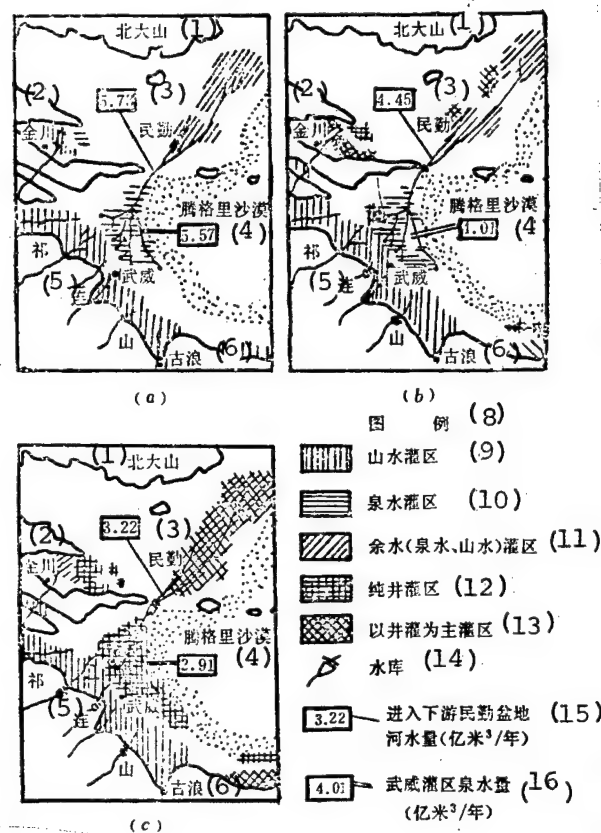 北大山 (1)
(2)
(3)
金川
民勤
腾格里沙漠
5.57 (4)
祁
(5)
连
武威
山
古浪 (6)
(a)
北大山 (1)
(2)
4.45 (3)
金川
民勤
腾格里沙漠
4.01 (4
祁
(5)
连
武威
山
古浪 (6)
(b)
(1) 北大山
(2)
3.22 (3)
金川
民勤
腾格里沙漠
2.91 (4)
祁
(5)
连
武威
山
古浪 (6)
(c)
图 例 (8)
山水灌区 (9)
泉水灌区 (10)
余水(泉水、山水)灌区 (11)
纯井灌区 (12)
以井灌为主灌区 (13)
水库 (14)
3.22 进入下游民勤盆地 (15)
河水量(亿米³/年)
4.01 武威灌区泉水量 (16)
(亿米³/年)